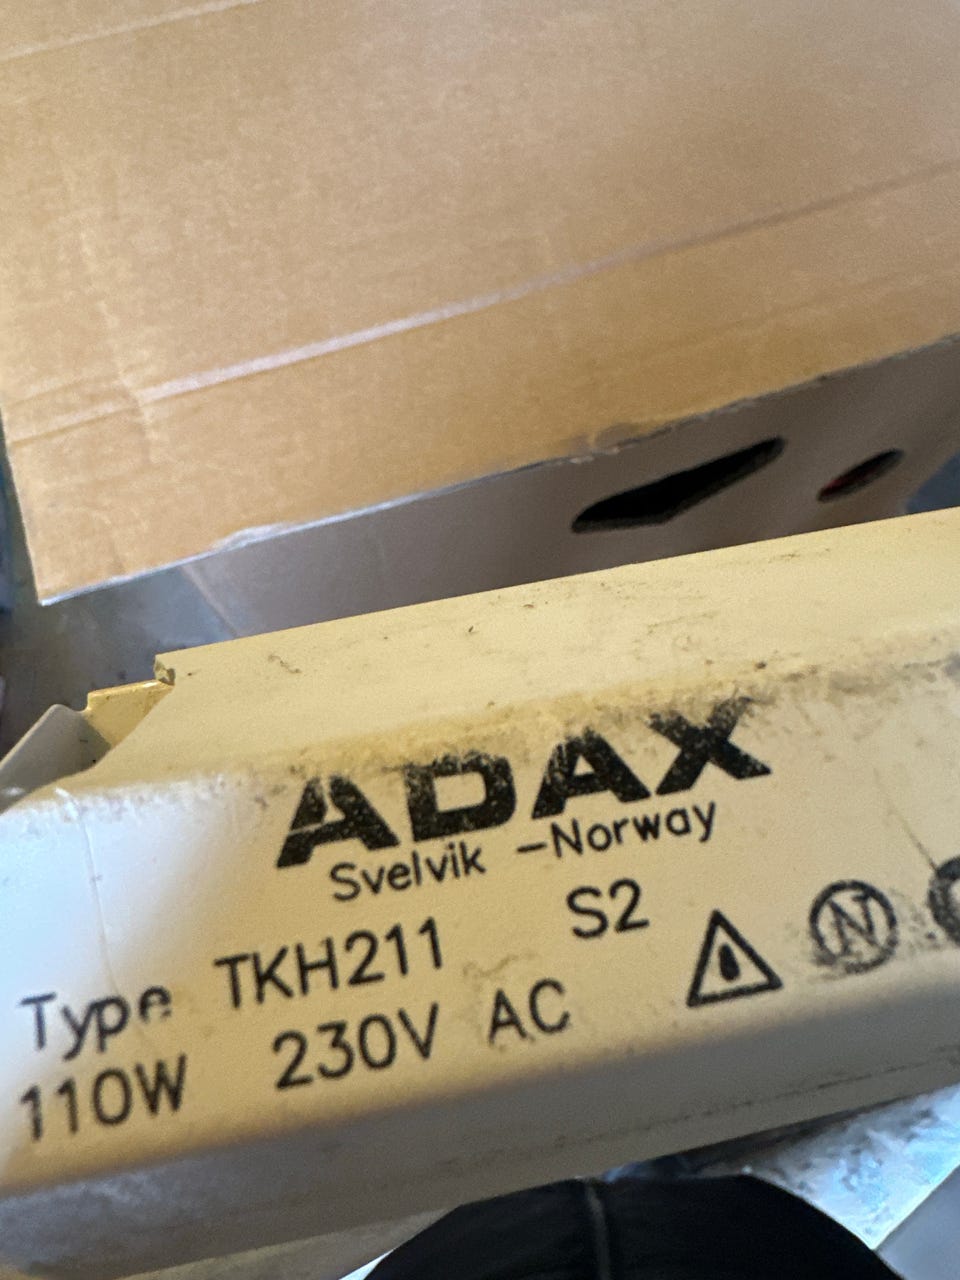 ADAX
Svelvik -Norway
Type TKH211 S2
110W 230V AC
N